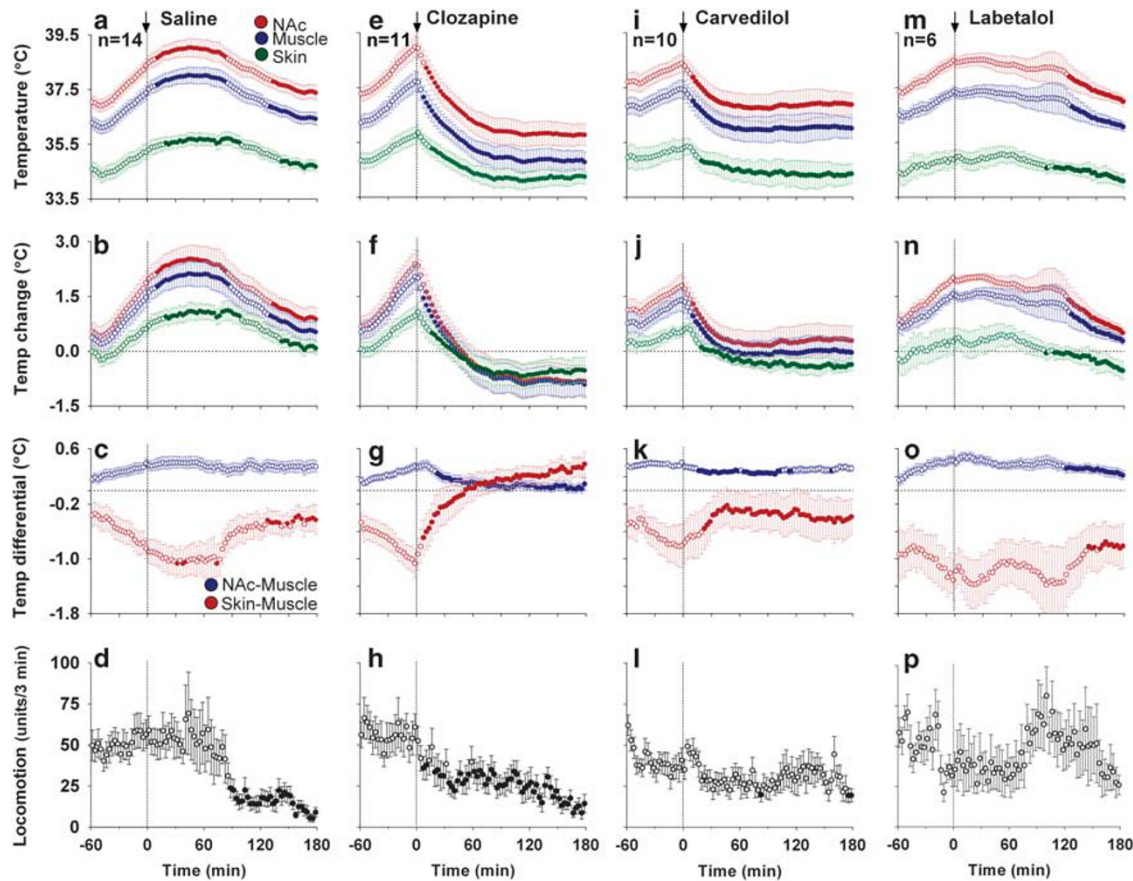 a Saline e Clozapine i Carvedilol m Labetalol
n=14 NAc n=11 n=10 n=6
Muscle
Skin
Temperature (°C)
39.5
37.5
35.5
33.5
b f j n
Temp change (°C)
3.0
1.5
0.0
-1.5
c g k o
Temp differential (°C)
0.6
-0.2
-1.0
-1.8
NAc-Muscle
Skin-Muscle
d h l p
Locomotion (units/3 min)
100
75
50
25
0
-60 0 60 120 180 -60 0 60 120 180 -60 0 60 120 180 -60 0 60 120 180
Time (min) Time (min) Time (min) Time (min)